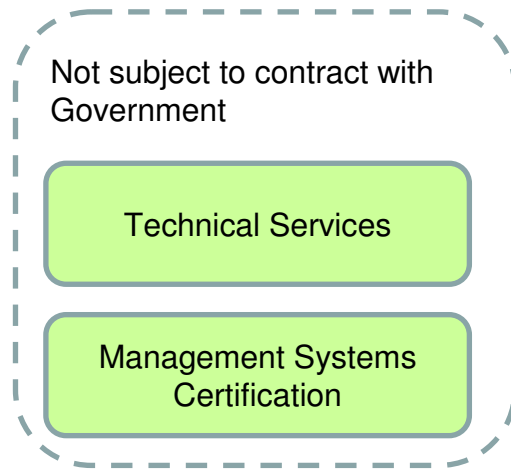 Not subject to contract with
Government
Technical Services
Management Systems
Certification